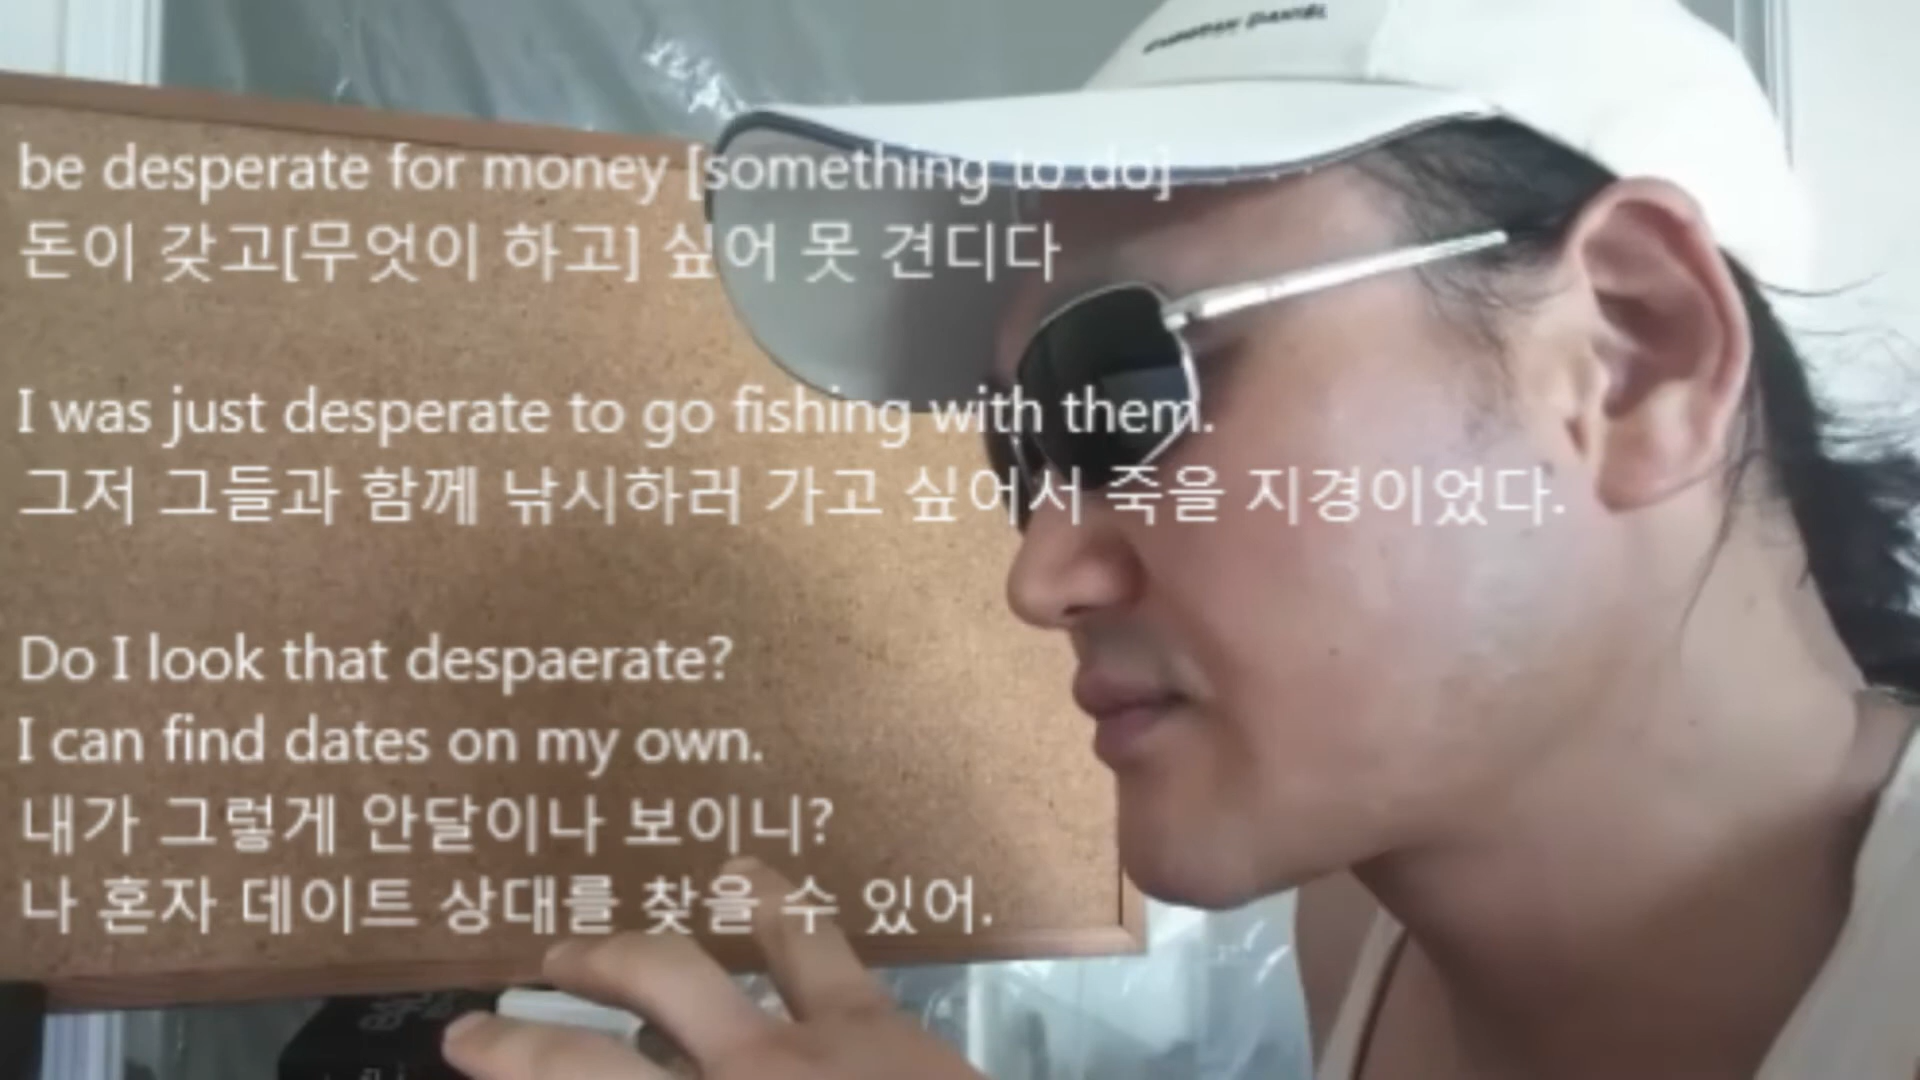 be desperate for money [something to do]
돈이 갖고[무엇이 하고] 싶어 못 견디다
I was just desperate to go fishing with them.
그저 그들과 함께 낚시하러 가고 싶어서 죽을 지경이었다.
Do I look that despaerate?
I can find dates on my own.
내가 그렇게 안달이나 보이니?
나 혼자 데이트 상대를 찾을 수 있어.